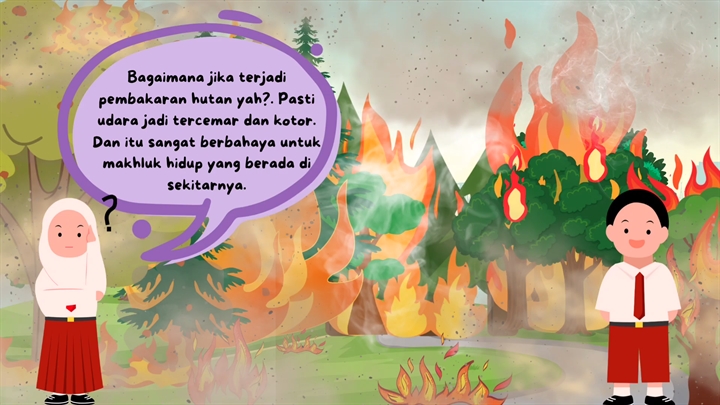 Bagaimana jika terjadi
pembakaran hutan yah?. Pasti
udara jadi tercemar dan kotor.
Dan itu sangat berbahaya untuk
makhluk hidup yang berada di
sekitarnya.
?